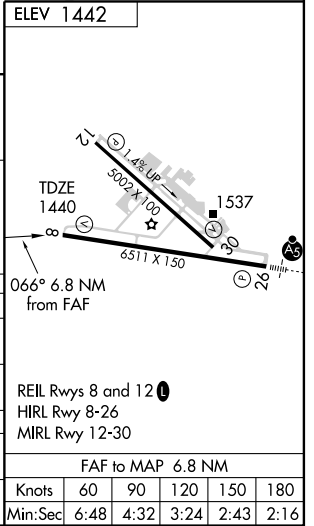 ELEV 1442
12
P
1.4% UP
5002 X 100
TDZE
1440
V
1537
8
V
30
A5
6511 X 150
P
26
066° 6.8 NM
from FAF
REIL Rwys 8 and 12 L
HIRL Rwy 8-26
MIRL Rwy 12-30
FAF to MAP 6.8 NM
Knots 60 90 120 150 180
Min:Sec 6:48 4:32 3:24 2:43 2:16